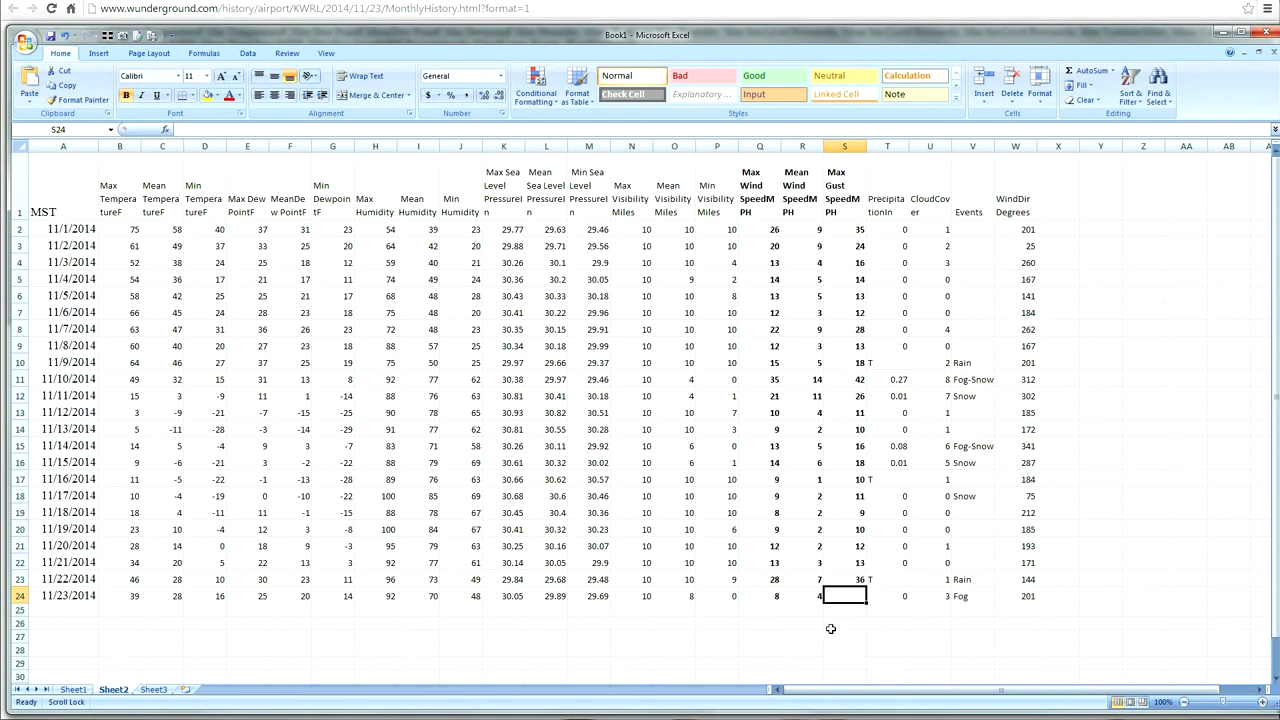 www.wunderground.com/history/airport/KWRL/2014/11/23/MonthlyHistory.html?format=1
Book1 - Microsoft Excel
Home Insert Page Layout Formulas Data Review View
Cut Calibri 11 Wrap Text General Normal Bad Good Neutral Calculation AutoSum
Copy Fill
Paste Format Painter Merge & Center Conditional Formatting Format as Table Check Cell Explanatory ... Input Linked Cell Note Insert Delete Format Clear Sort & Filter Find & Select
Clipboard Font Alignment Number Styles Cells Editing
S24 fx
A B C D E F G H I J K L M N O P Q R S T U V W X Y Z AA AB
1 MST Max TemperatureF Mean TemperatureF Min TemperatureF Max Dew PointF MeanDew PointF Min DewpointF Max Humidity Mean Humidity Min Humidity Max Sea Level PressureIn Mean Sea Level PressureIn Min Sea Level PressureIn Max Visibility Miles Mean Visibility Miles Min Visibility Miles Max Wind SpeedMPH Mean Wind SpeedMPH Max Gust SpeedMPH PrecipitationIn CloudCover Events WindDir Degrees
2 11/1/2014 75 58 40 37 31 23 54 39 23 29.77 29.63 29.46 10 10 10 26 9 35 0 1 201
3 11/2/2014 61 49 37 33 25 20 64 42 20 29.88 29.71 29.56 10 10 10 20 9 24 0 2 25
4 11/3/2014 52 38 24 25 18 12 59 40 21 30.26 30.1 29.9 10 10 4 13 4 16 0 3 260
5 11/4/2014 54 36 17 21 17 11 74 49 24 30.36 30.2 30.05 10 9 2 14 5 14 0 0 167
6 11/5/2014 58 42 25 25 21 17 68 48 28 30.43 30.33 30.18 10 10 8 13 5 13 0 0 141
7 11/6/2014 66 45 24 28 23 18 75 48 23 30.41 30.22 29.96 10 10 10 12 3 12 0 0 184
8 11/7/2014 63 47 31 36 26 23 72 48 23 30.35 30.15 29.91 10 10 10 22 9 28 0 4 262
9 11/8/2014 60 40 20 27 23 18 88 57 25 30.34 30.18 29.99 10 10 10 12 3 13 0 0 167
10 11/9/2014 64 46 27 37 25 19 75 50 25 29.97 29.66 29.37 10 10 10 15 5 18 T 2 Rain 201
11 11/10/2014 49 32 15 31 13 8 92 77 62 30.38 29.97 29.46 10 4 0 35 14 42 0.27 8 Fog-Snow 312
12 11/11/2014 15 3 -9 11 1 -14 88 76 63 30.81 30.41 30.18 10 4 1 21 11 26 0.01 7 Snow 302
13 11/12/2014 3 -9 -21 -7 -15 -25 90 78 65 30.93 30.82 30.51 10 10 7 10 4 11 0 1 185
14 11/13/2014 5 -11 -28 -3 -14 -29 91 77 62 30.81 30.55 30.28 10 10 3 9 2 10 0 1 172
15 11/14/2014 14 5 -4 9 3 -7 83 71 58 30.26 30.11 29.92 10 6 0 13 5 16 0.08 6 Fog-Snow 341
16 11/15/2014 9 -6 -21 3 -2 -22 88 79 69 30.61 30.32 30.02 10 6 1 14 6 18 0.01 5 Snow 287
17 11/16/2014 11 -5 -22 -1 -13 -28 89 76 63 30.66 30.62 30.57 10 10 10 9 1 10 T 1 184
18 11/17/2014 10 -4 -19 0 -10 -22 100 85 69 30.68 30.6 30.46 10 10 10 9 2 11 0 0 Snow 75
19 11/18/2014 18 4 -11 11 -1 -15 88 73 57 30.45 30.4 30.36 10 10 10 8 2 9 0 0 212
20 11/19/2014 23 10 -4 12 3 -8 100 84 67 30.41 30.32 30.23 10 10 6 9 2 10 0 0 185
21 11/20/2014 28 14 0 18 9 -3 95 79 63 30.25 30.16 30.07 10 10 10 12 2 12 0 1 193
22 11/21/2014 34 20 5 22 13 3 92 77 61 30.14 30.05 29.9 10 10 10 13 3 13 0 0 171
23 11/22/2014 46 28 10 30 23 11 96 73 49 29.84 29.68 29.48 10 10 9 28 7 36 T 1 Rain 144
24 11/23/2014 39 28 16 25 20 14 92 70 48 30.05 29.89 29.69 10 8 0 8 4 0 3 Fog 201
25
26
27
28
29
30
Sheet1 Sheet2 Sheet3
Ready Scroll Lock 100%